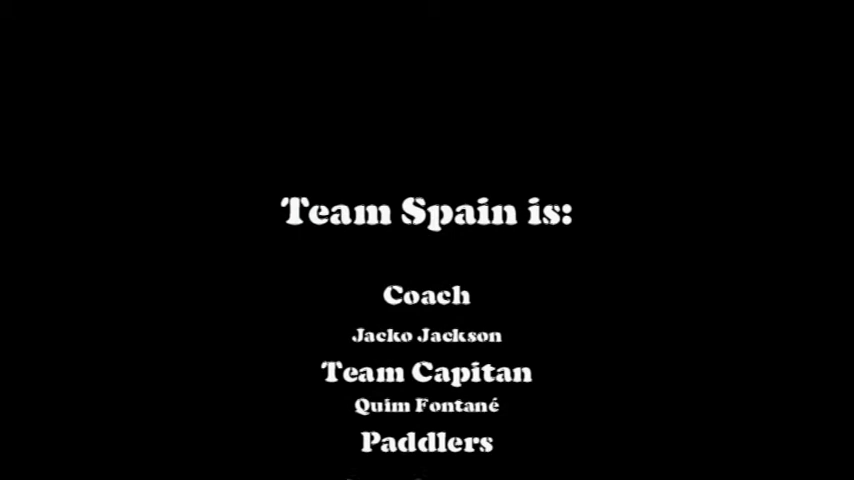 Team Spain is:
Coach
Jacko Jackson
Team Capitan
Quim Fontané
Paddlers